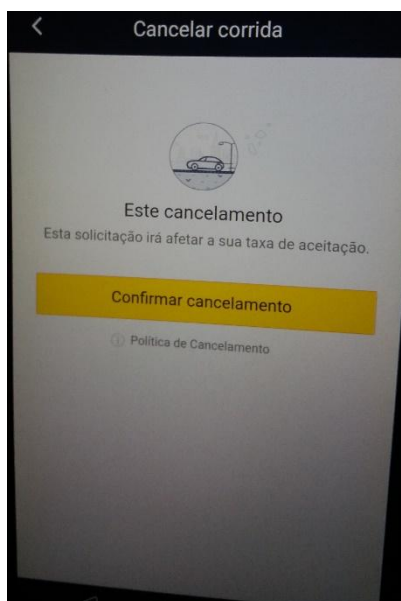 Cancelar corrida
Este cancelamento
Esta solicitação irá afetar a sua taxa de aceitação.
Confirmar cancelamento
Política de Cancelamento